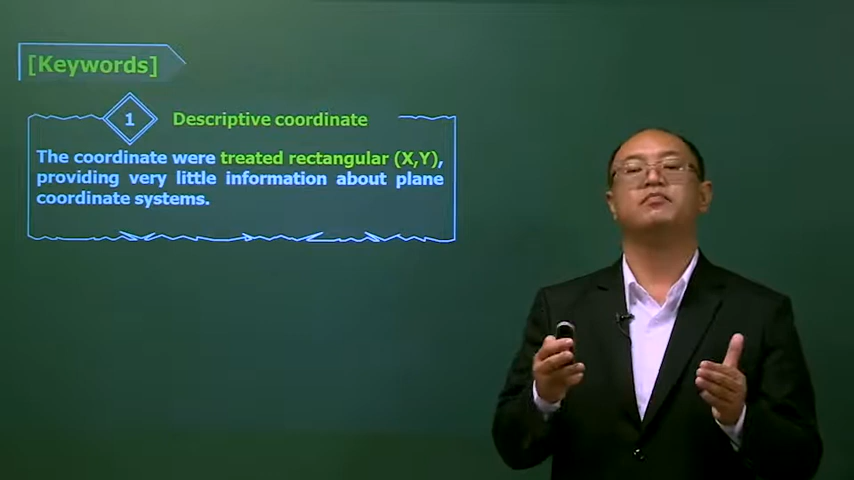 [Keywords]
1
Descriptive coordinate
The coordinate were treated rectangular (X,Y),
providing very little information about plane
coordinate systems.